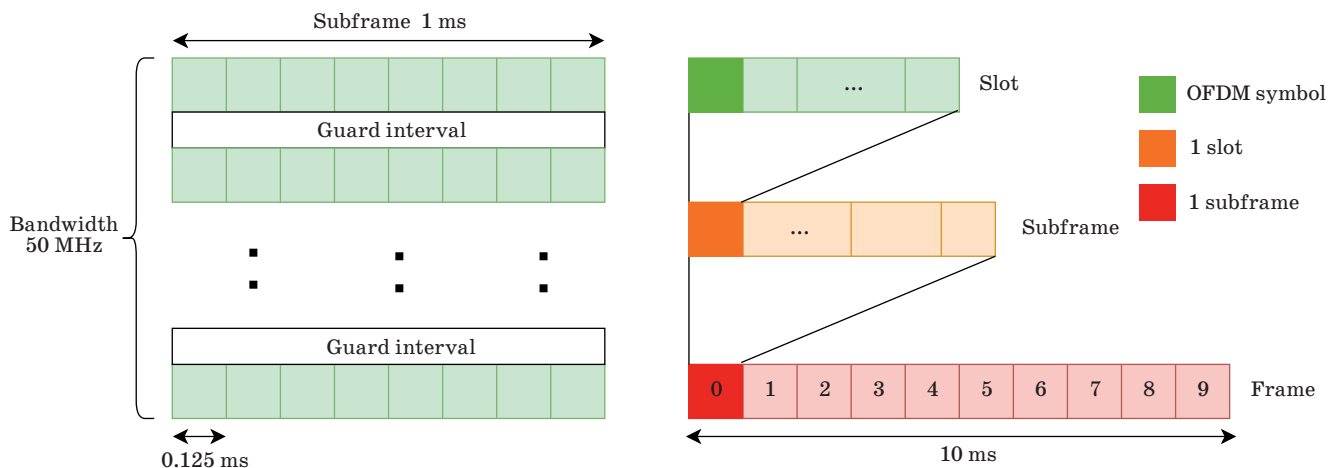 Subframe 1 ms
Guard interval
Bandwidth
50 MHz
Guard interval
0.125 ms
...
Slot
...
Subframe
0 1 2 3 4 5 6 7 8 9
Frame
10 ms
OFDM symbol
1 slot
1 subframe